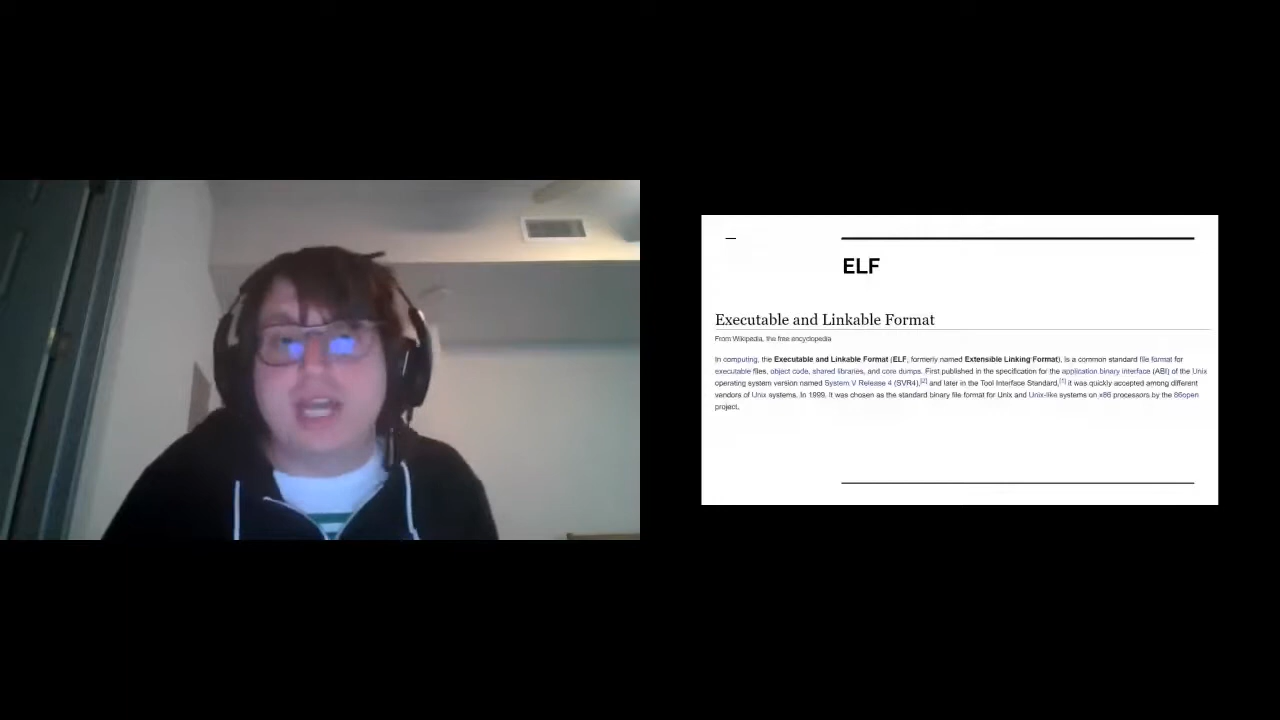 ELF
Executable and Linkable Format
From Wikipedia, the free encyclopedia
In computing, the Executable and Linkable Format (ELF, formerly named Extensible Linking Format), is a common standard file format for
executable files, object code, shared libraries, and core dumps. First published in the specification for the application binary interface (ABI) of the Unix
operating system version named System V Release 4 (SVR4),[2] and later in the Tool Interface Standard,[1] it was quickly accepted among different
vendors of Unix systems. In 1999, it was chosen as the standard binary file format for Unix and Unix-like systems on x86 processors by the 86open
project.